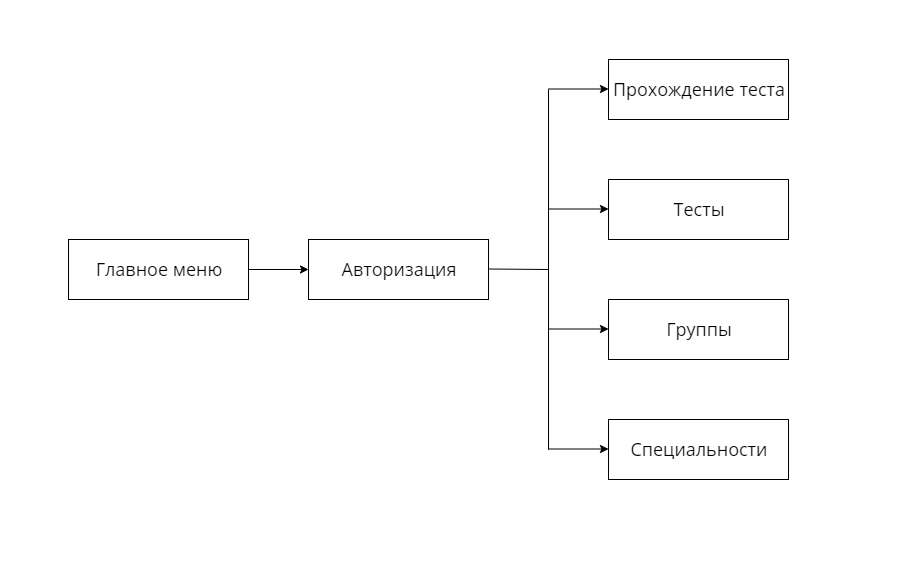 Прохождение теста
Тесты
Главное меню
Авторизация
Группы
Специальности